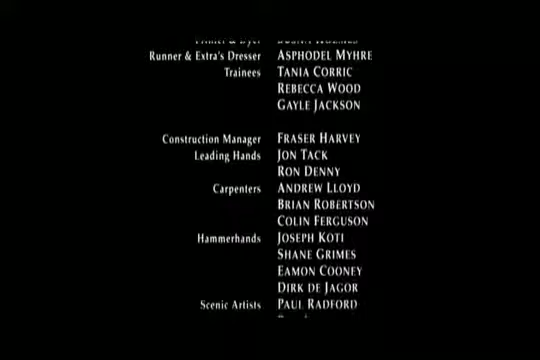 Runner & Extra's Dresser ASPHODEL MYHRE
Trainees TANIA CORRIC
REBECCA WOOD
GAYLE JACKSON
Construction Manager FRASER HARVEY
Leading Hands JON TACK
RON DENNY
Carpenters ANDREW LLOYD
BRIAN ROBERTSON
COLIN FERGUSON
Hammerhands JOSEPH KOTI
SHANE GRIMES
EAMON COONEY
DIRK DE JAGOR
Scenic Artists PAUL RADFORD